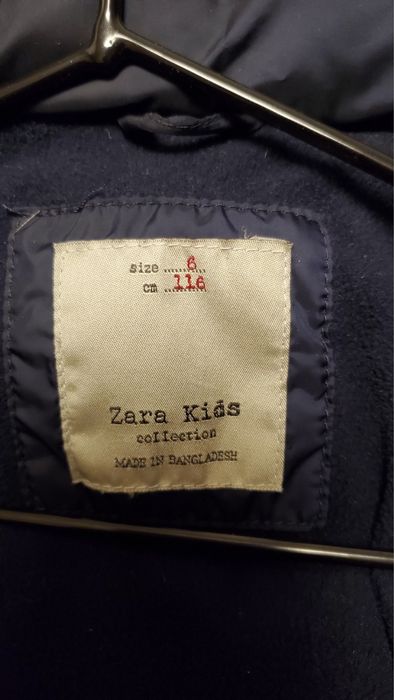 size ........6....
cm ..116..
Zara Kids
collection
MADE IN BANGLADESH